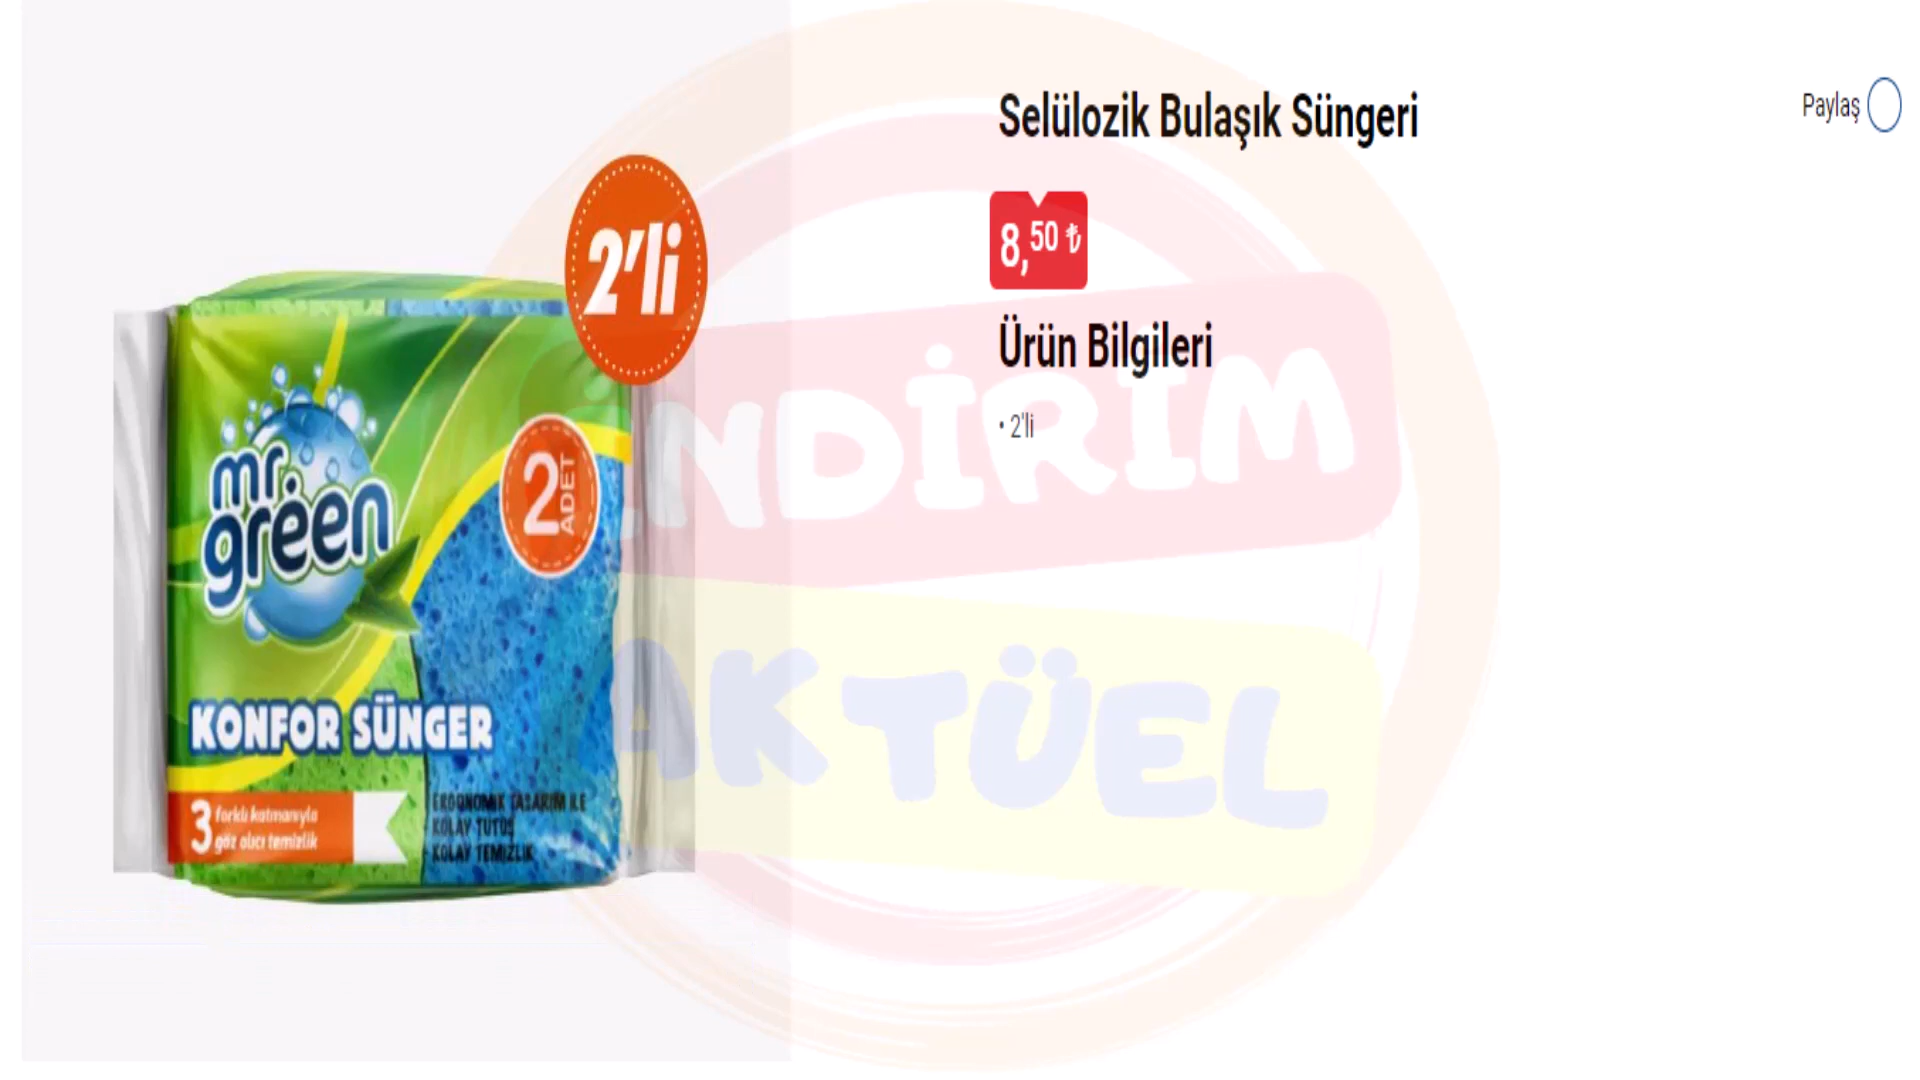 Selülozik Bulaşık Süngeri
Paylaş
8,50 ₺
Ürün Bilgileri
• 2'li
2'li
mr.
green
2 ADET
KONFOR SÜNGER
3 farklı katmanıyla
göz alıcı temizlik
ERGONOMİK TASARIM İLE
KOLAY TUTUŞ
KOLAY TEMİZLİK
İNDİRİM
AKTÜEL